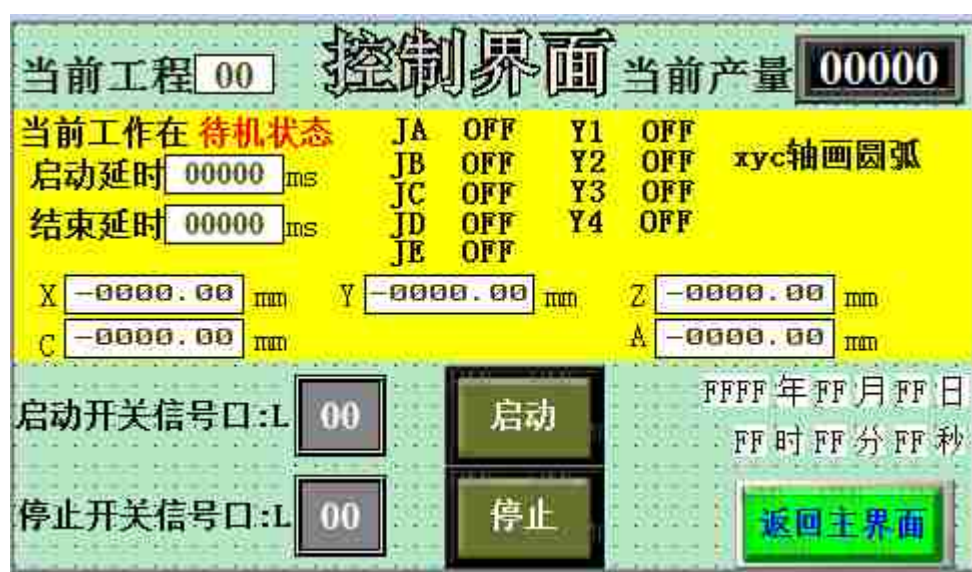 当前工程 00 控制界面 当前产量 00000
当前工作在 待机状态 JA OFF Y1 OFF xyc轴画圆弧
启动延时 00000 ms JB OFF Y2 OFF
JC OFF Y3 OFF
结束延时 00000 ms JD OFF Y4 OFF
JE OFF
X -0000.00 mm Y -0000.00 mm Z -0000.00 mm
C -0000.00 mm A -0000.00 mm
启动开关信号口:L 00 启动 FFFF 年 FF 月 FF 日
FF 时 FF 分 FF 秒
停止开关信号口:L 00 停止 返回主界面